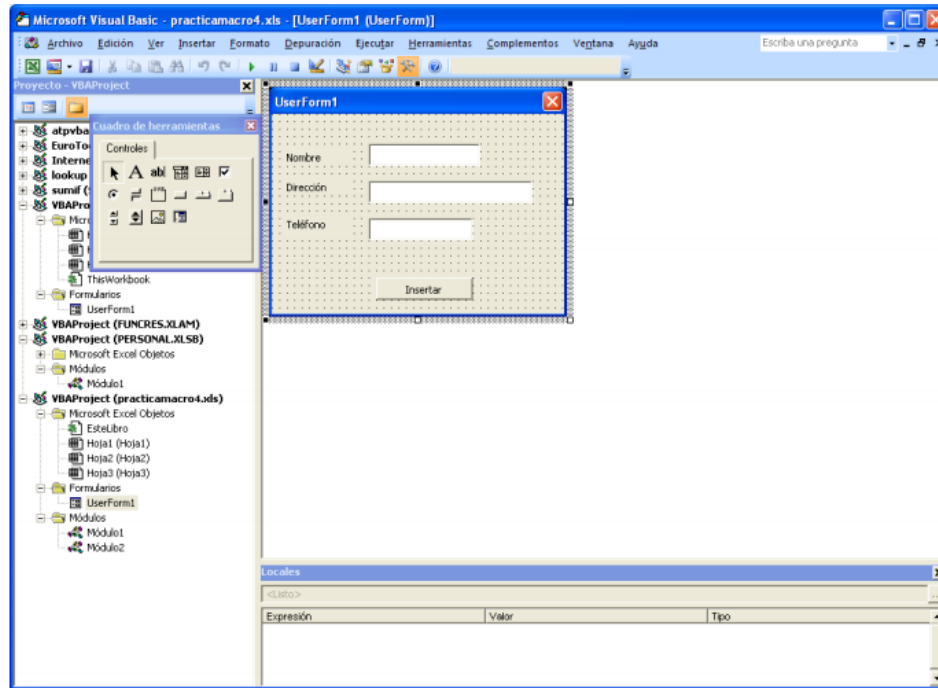 Microsoft Visual Basic - practicamacro4.xls - [UserForm1 (UserForm)]
Archivo Edición Ver Insertar Formato Depuración Ejecutar Herramientas Complementos Ventana Ayuda
Escriba una pregunta
Proyecto - VBAProject
Cuadro de herramientas
Controles
A abl
atpvba
EuroToo
Interne
lookup
sumif (
VBAPro
Micro
ThisWorkbook
Formularios
UserForm1
VBAProject (FUNCRES.XLAM)
VBAProject (PERSONAL.XLSB)
Microsoft Excel Objetos
Módulos
Módulo1
VBAProject (practicamacro4.xls)
Microsoft Excel Objetos
EsteLibro
Hoja1 (Hoja1)
Hoja2 (Hoja2)
Hoja3 (Hoja3)
Formularios
UserForm1
Módulos
Módulo1
Módulo2
UserForm1
Nombre
Dirección
Teléfono
Insertar
Locales
<Listo>
Expresión Valor Tipo